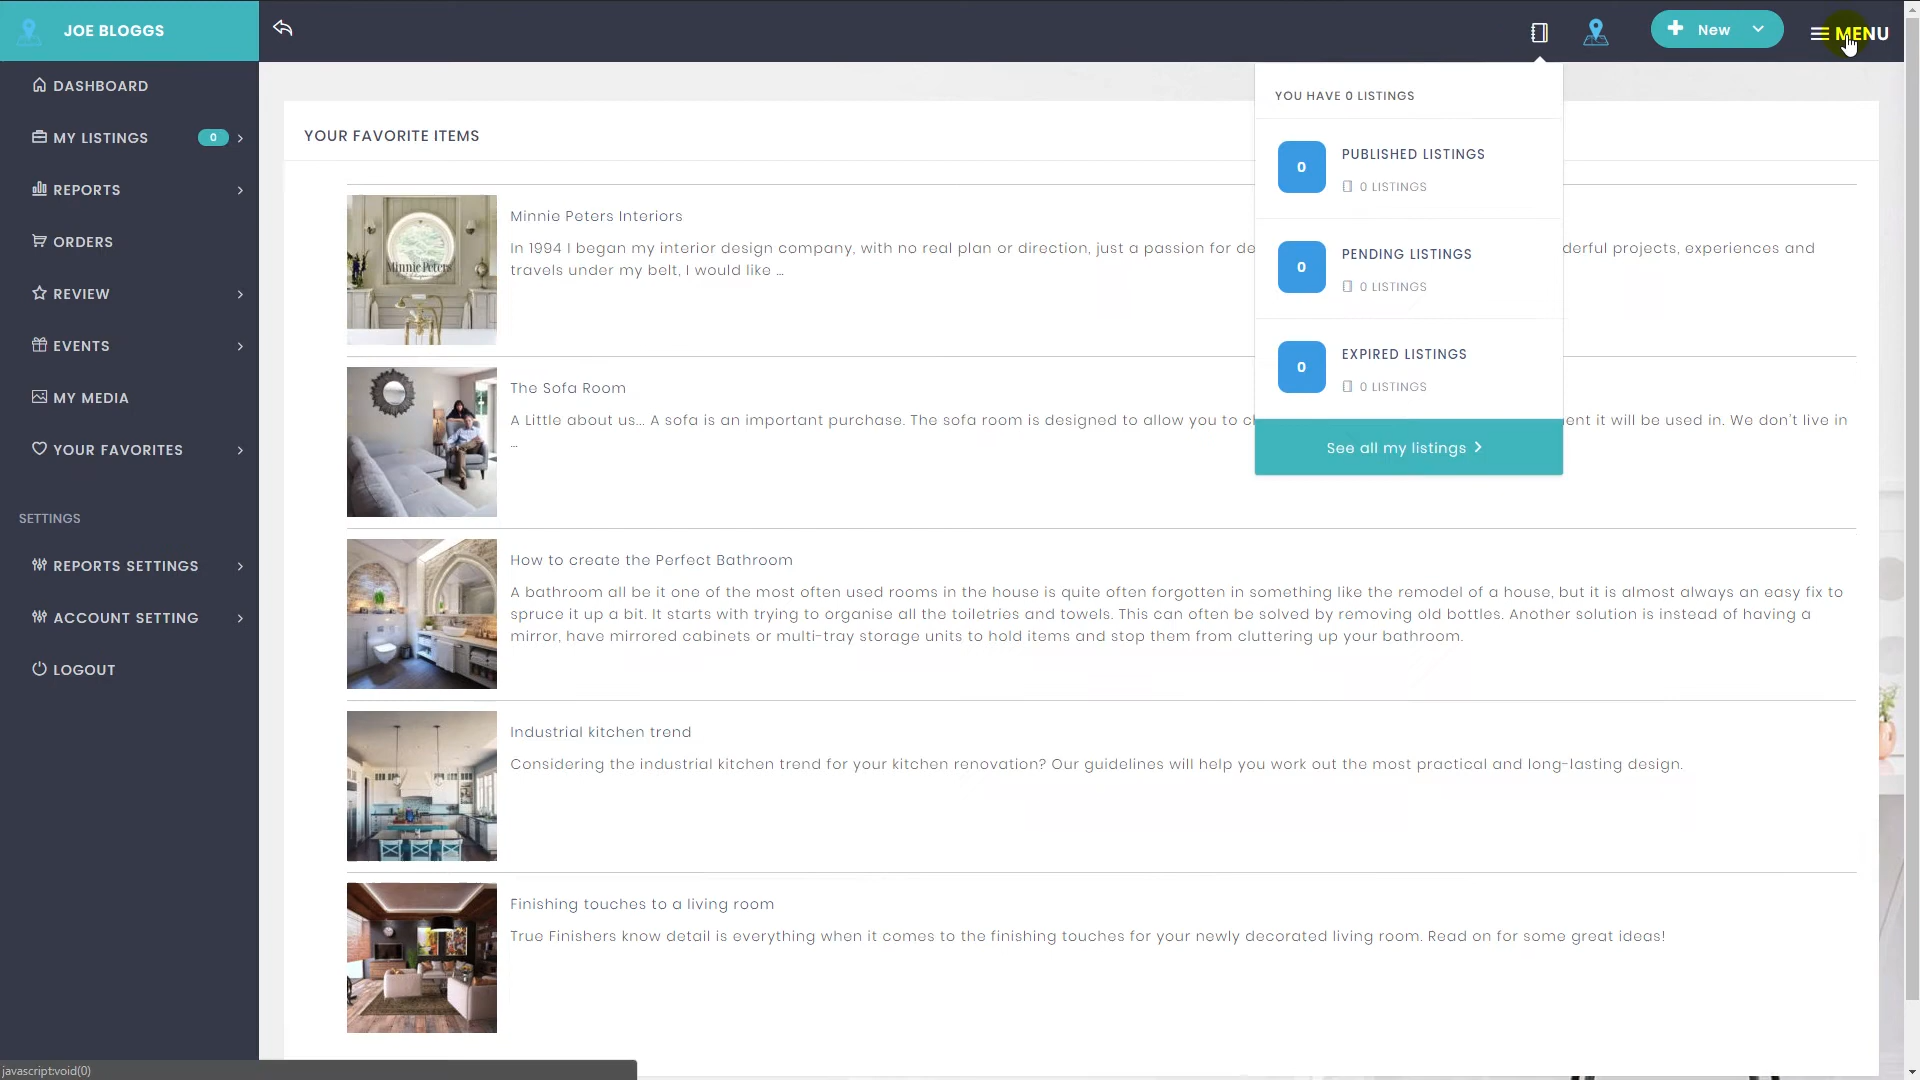 JOE BLOGGS
New
MENU
DASHBOARD
MY LISTINGS 0
REPORTS
ORDERS
REVIEW
EVENTS
MY MEDIA
YOUR FAVORITES
SETTINGS
REPORTS SETTINGS
ACCOUNT SETTING
LOGOUT
YOUR FAVORITE ITEMS
Minnie Peters Interiors
In 1994 I began my interior design company, with no real plan or direction, just a passion for de
derful projects, experiences and
travels under my belt, I would like ...
Minnie Peters
The Sofa Room
A Little about us... A sofa is an important purchase. The sofa room is designed to allow you to cl
ent it will be used in. We don't live in
...
How to create the Perfect Bathroom
A bathroom all be it one of the most often used rooms in the house is quite often forgotten in something like the remodel of a house, but it is almost always an easy fix to
spruce it up a bit. It starts with trying to organise all the toiletries and towels. This can often be solved by removing old bottles. Another solution is instead of having a
mirror, have mirrored cabinets or multi-tray storage units to hold items and stop them from cluttering up your bathroom.
Industrial kitchen trend
Considering the industrial kitchen trend for your kitchen renovation? Our guidelines will help you work out the most practical and long-lasting design.
Finishing touches to a living room
True Finishers know detail is everything when it comes to the finishing touches for your newly decorated living room. Read on for some great ideas!
YOU HAVE 0 LISTINGS
0
PUBLISHED LISTINGS
0 LISTINGS
0
PENDING LISTINGS
0 LISTINGS
0
EXPIRED LISTINGS
0 LISTINGS
See all my listings
javascript:void(0)